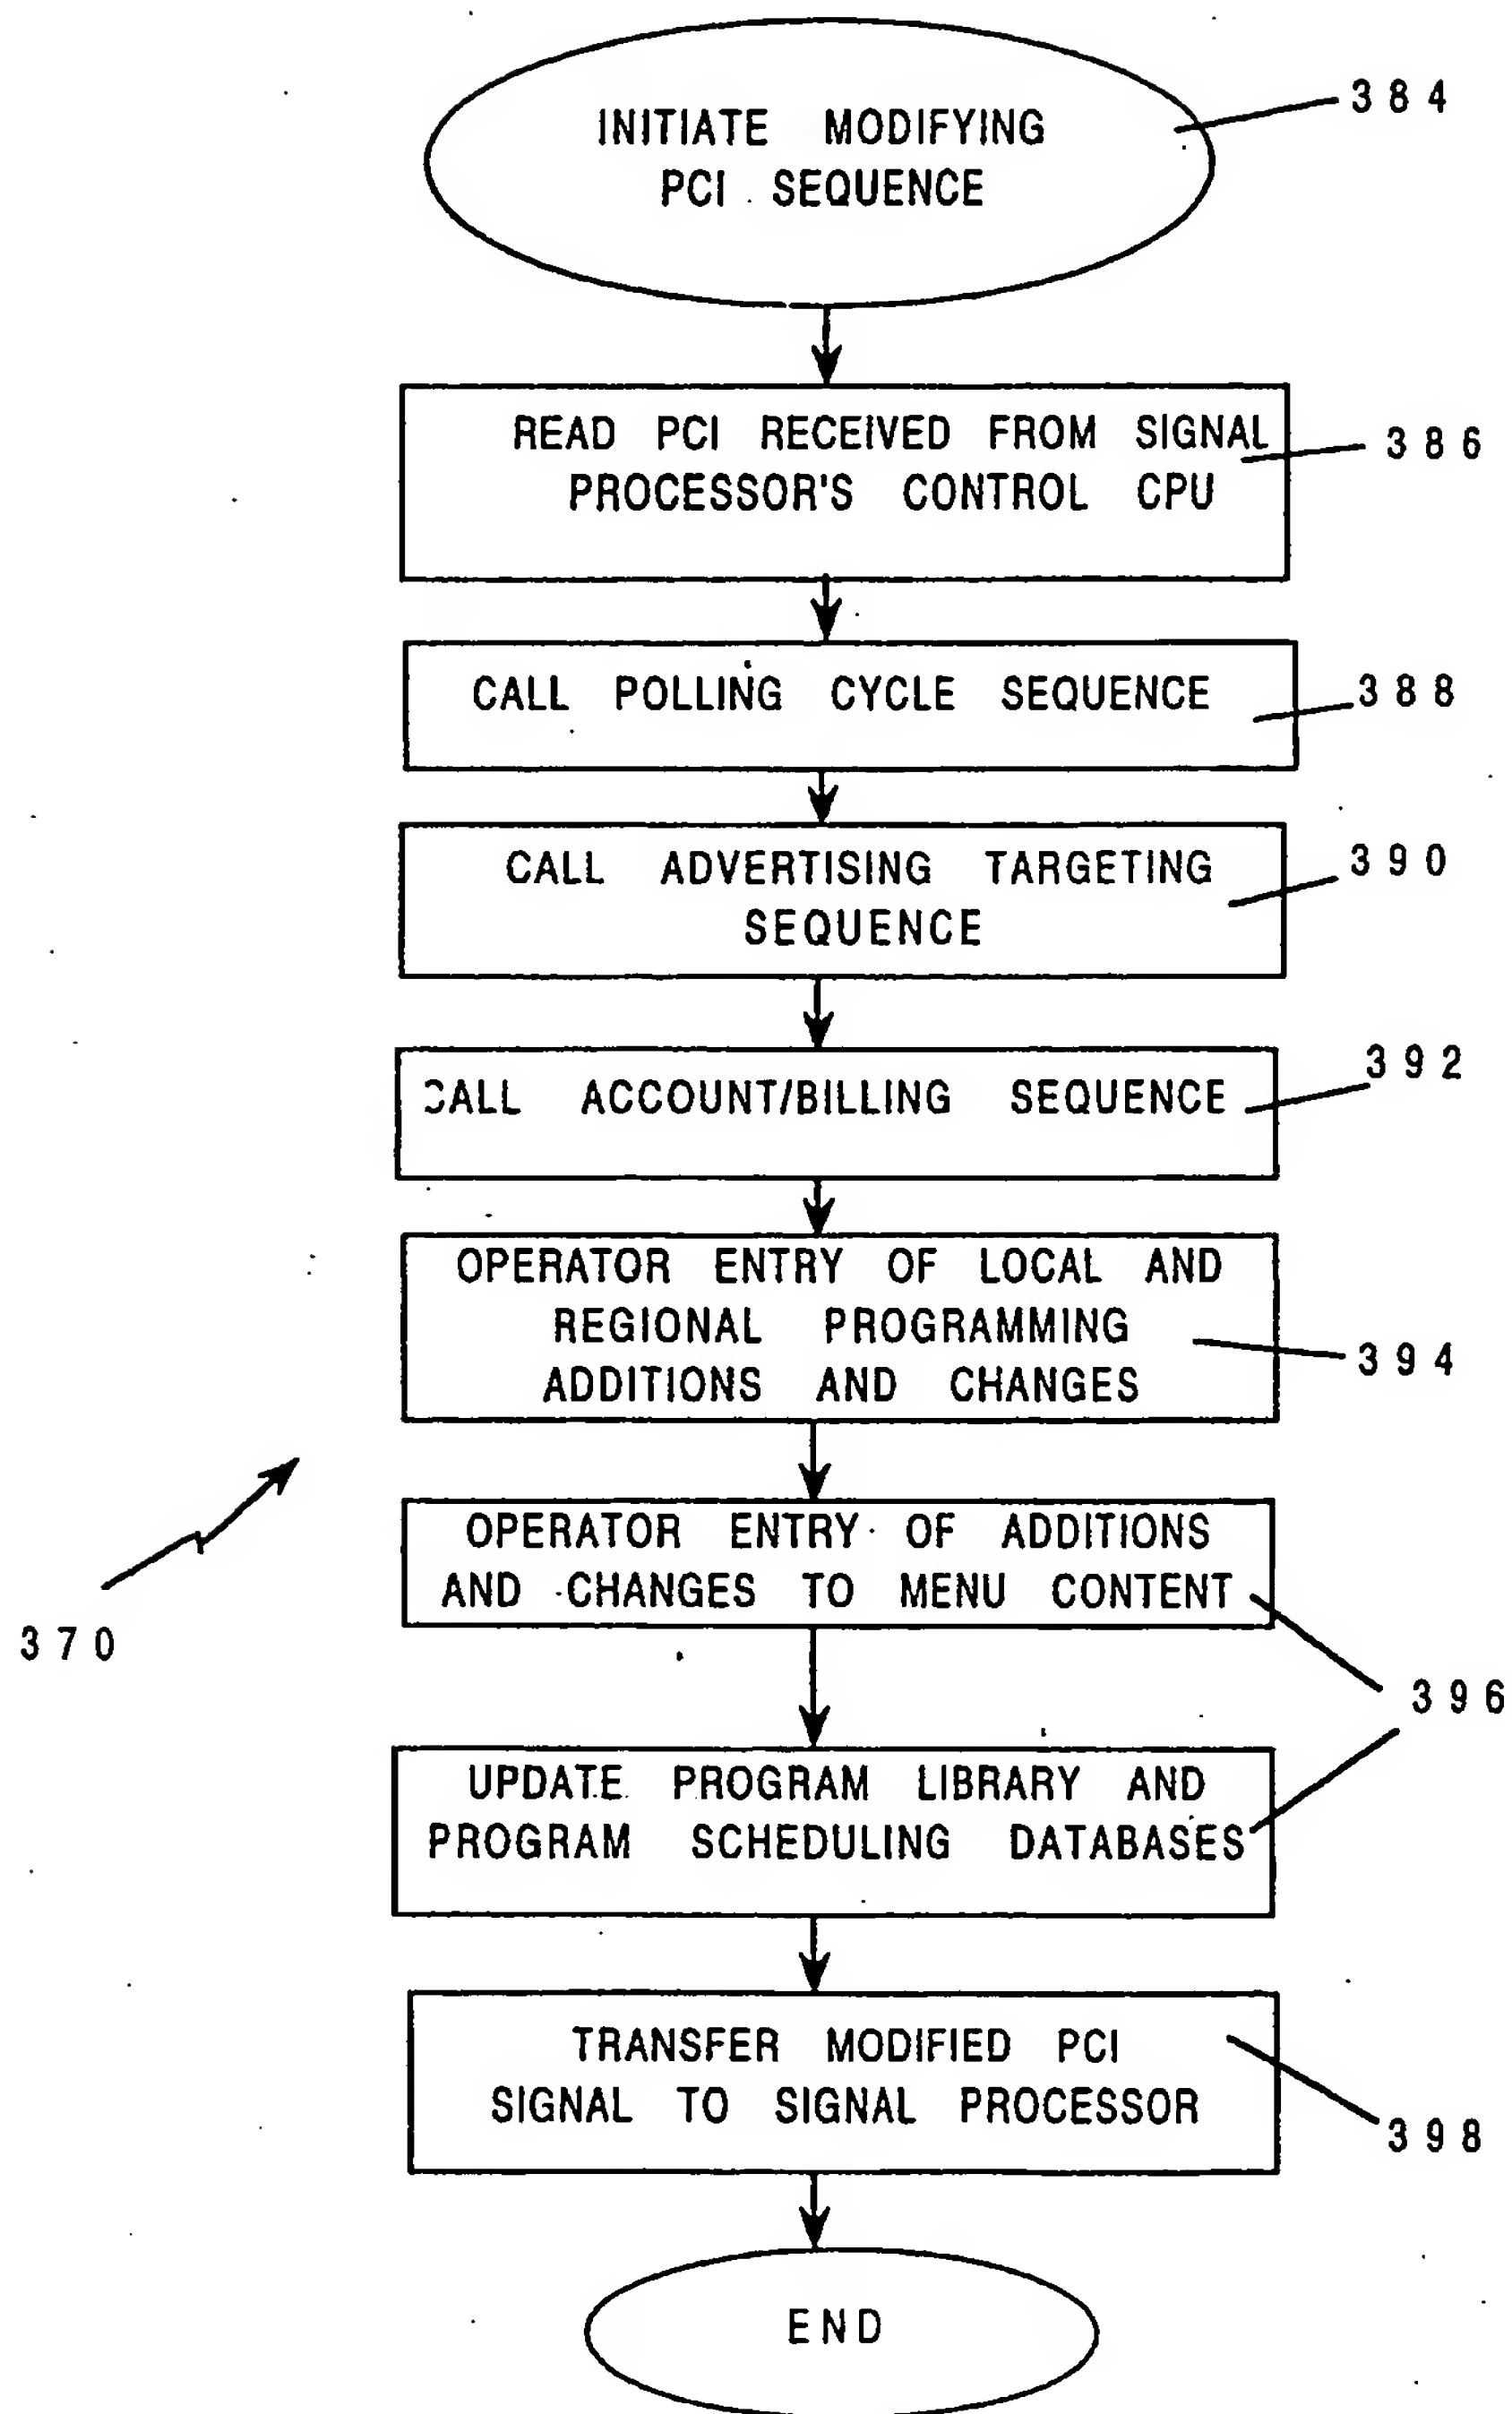 INITIATE MODIFYING
PCI SEQUENCE
384
READ PCI RECEIVED FROM SIGNAL
PROCESSOR'S CONTROL CPU
386
CALL POLLING CYCLE SEQUENCE
388
CALL ADVERTISING TARGETING
SEQUENCE
390
CALL ACCOUNT/BILLING SEQUENCE
392
OPERATOR ENTRY OF LOCAL AND
REGIONAL PROGRAMMING
ADDITIONS AND CHANGES
394
OPERATOR ENTRY OF ADDITIONS
AND CHANGES TO MENU CONTENT
370
396
UPDATE PROGRAM LIBRARY AND
PROGRAM SCHEDULING DATABASES
TRANSFER MODIFIED PCI
SIGNAL TO SIGNAL PROCESSOR
398
END